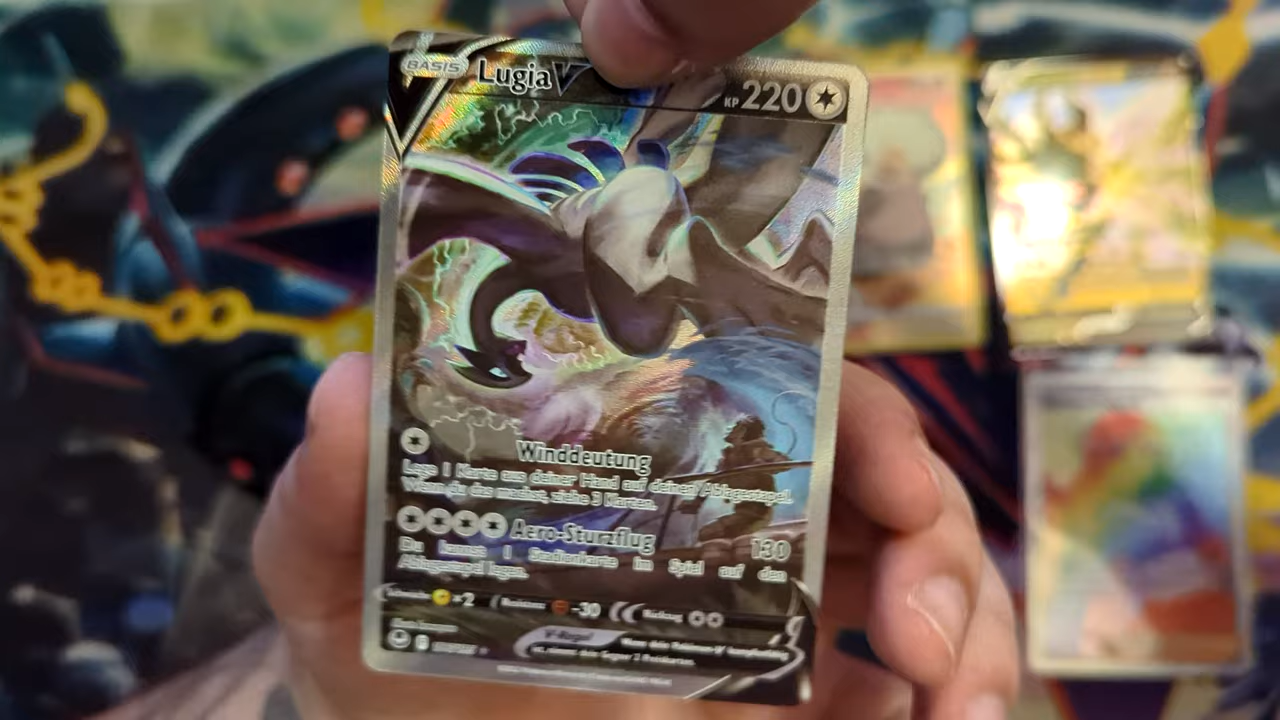 BASIS Lugia V KP 220
Winddeutung
Lege 1 Karte aus deiner Hand auf deinen Ablagestapel.
Wenn du das machst, ziehe 3 Karten.
Aero-Sturzflug 130
Du kannst 1 Stadionkarte im Spiel auf den
Ablagestapel legen.
×2 -30 Rückzug
V-Regel